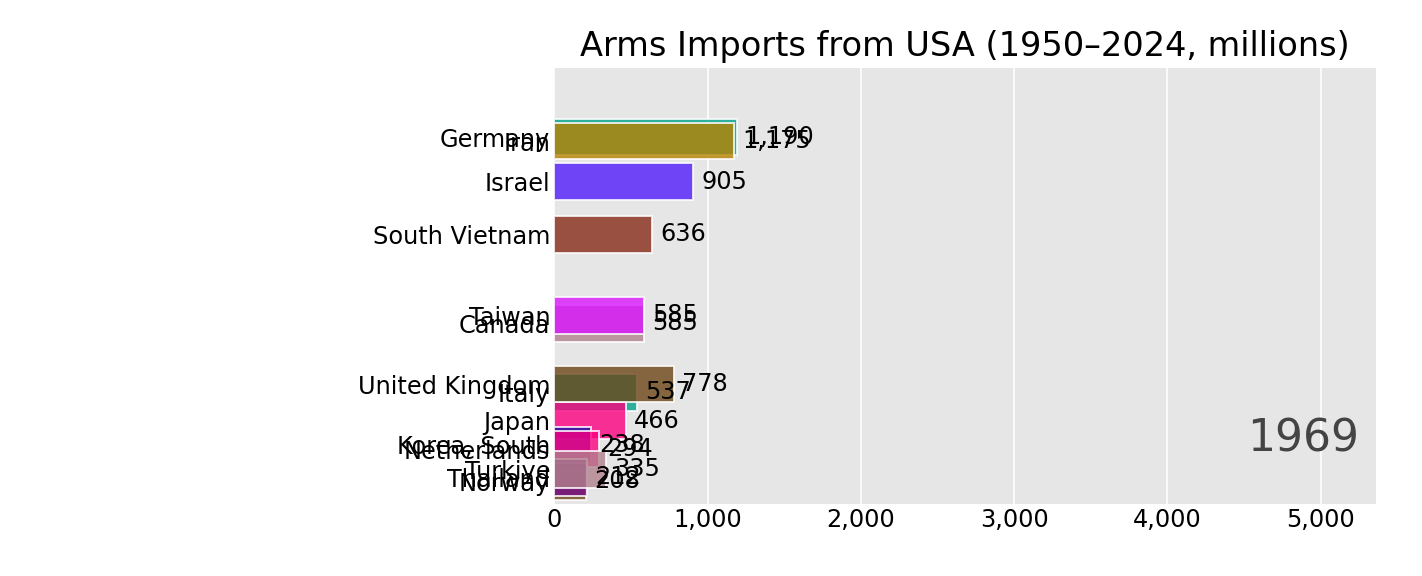 Arms Imports from USA (1950–2024, millions)
Germany 1,190
Iran 1,175
Israel 905
South Vietnam 636
Taiwan 585
Canada 585
United Kingdom 778
Italy 537
Japan 466
Korea, South 238
Netherlands 294
Turkiye 335
Thailand
Norway 208
1969
0 1,000 2,000 3,000 4,000 5,000